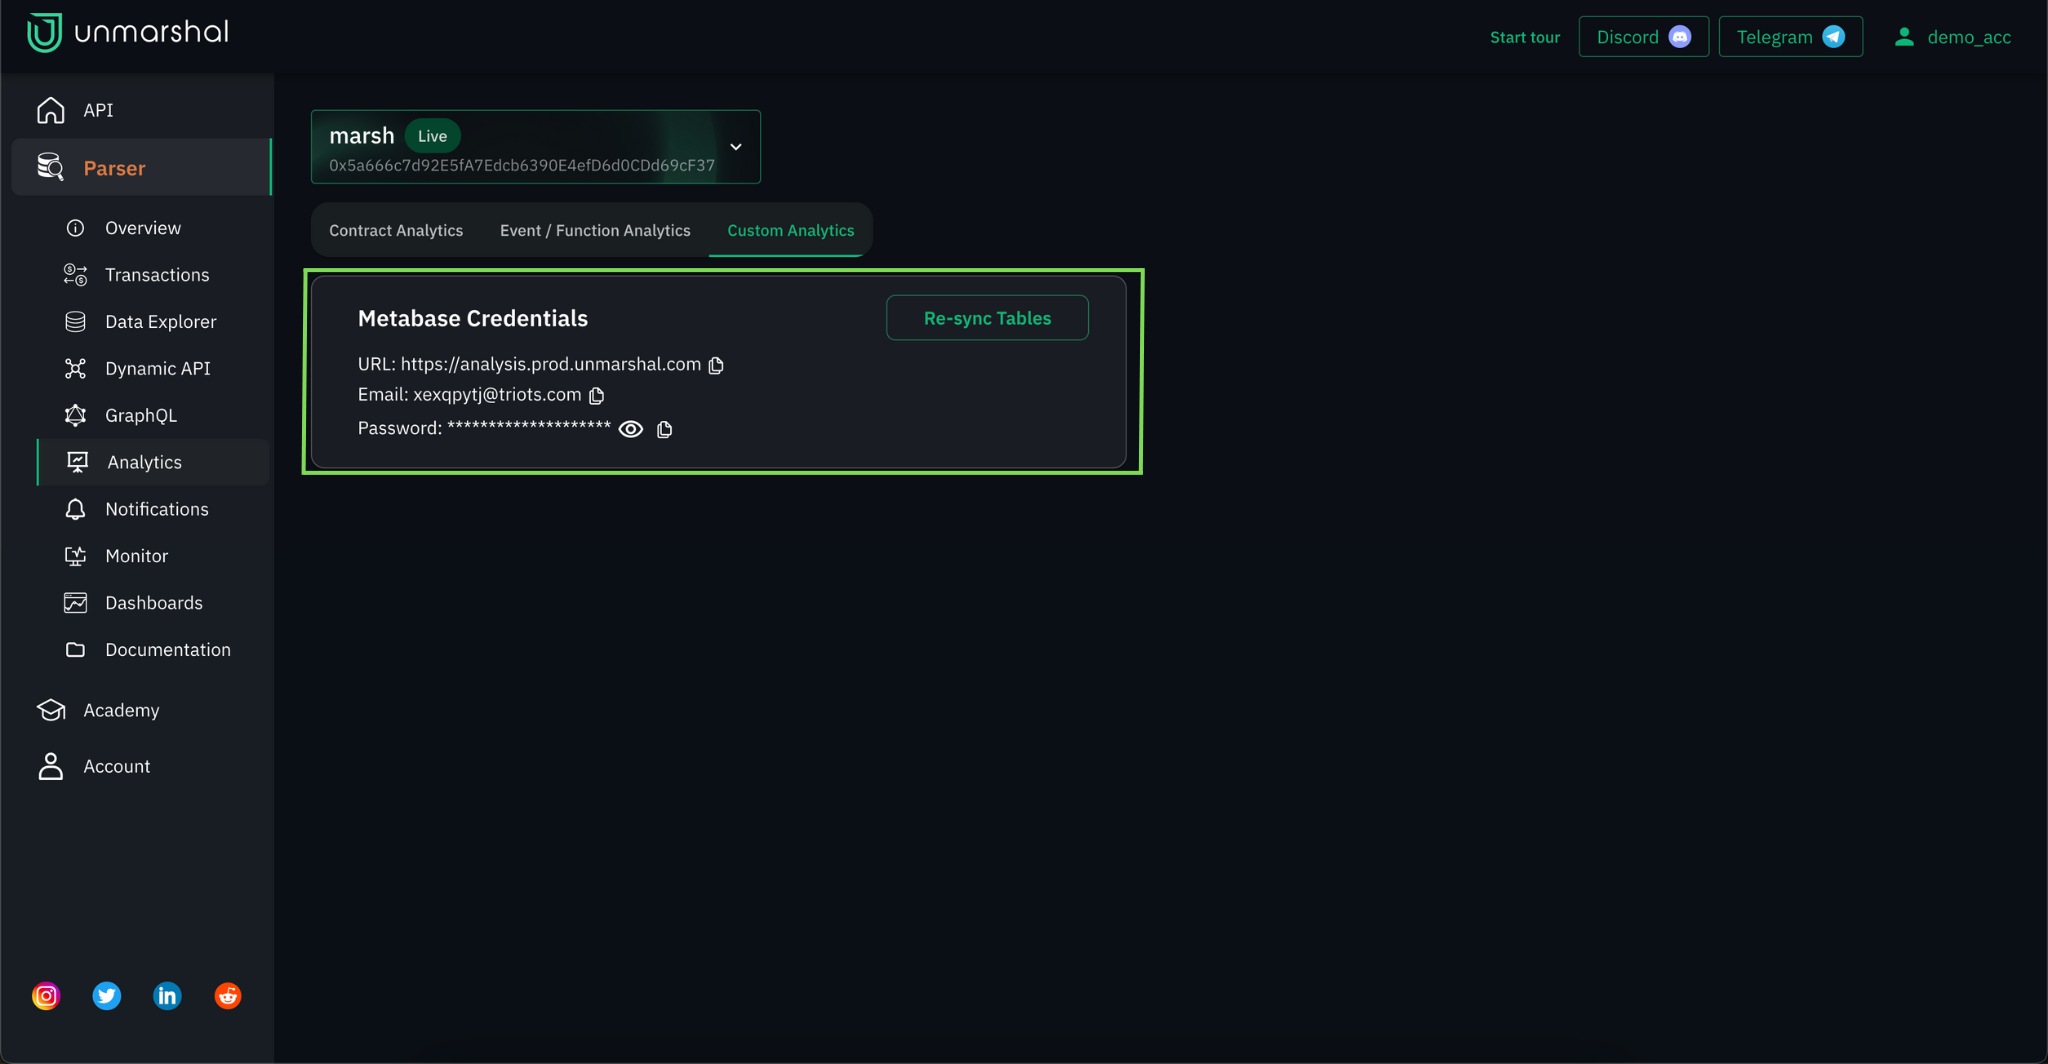 unmarshal
Start tour
Discord
Telegram
demo_acc
API
Parser
Overview
Transactions
Data Explorer
Dynamic API
GraphQL
Analytics
Notifications
Monitor
Dashboards
Documentation
Academy
Account
marsh Live
0x5a666c7d92E5fA7Edcb6390E4efD6d0CDd69cF37
Contract Analytics
Event / Function Analytics
Custom Analytics
Metabase Credentials
Re-sync Tables
URL: https://analysis.prod.unmarshal.com
Email: xexqpytj@triots.com
Password: ********************